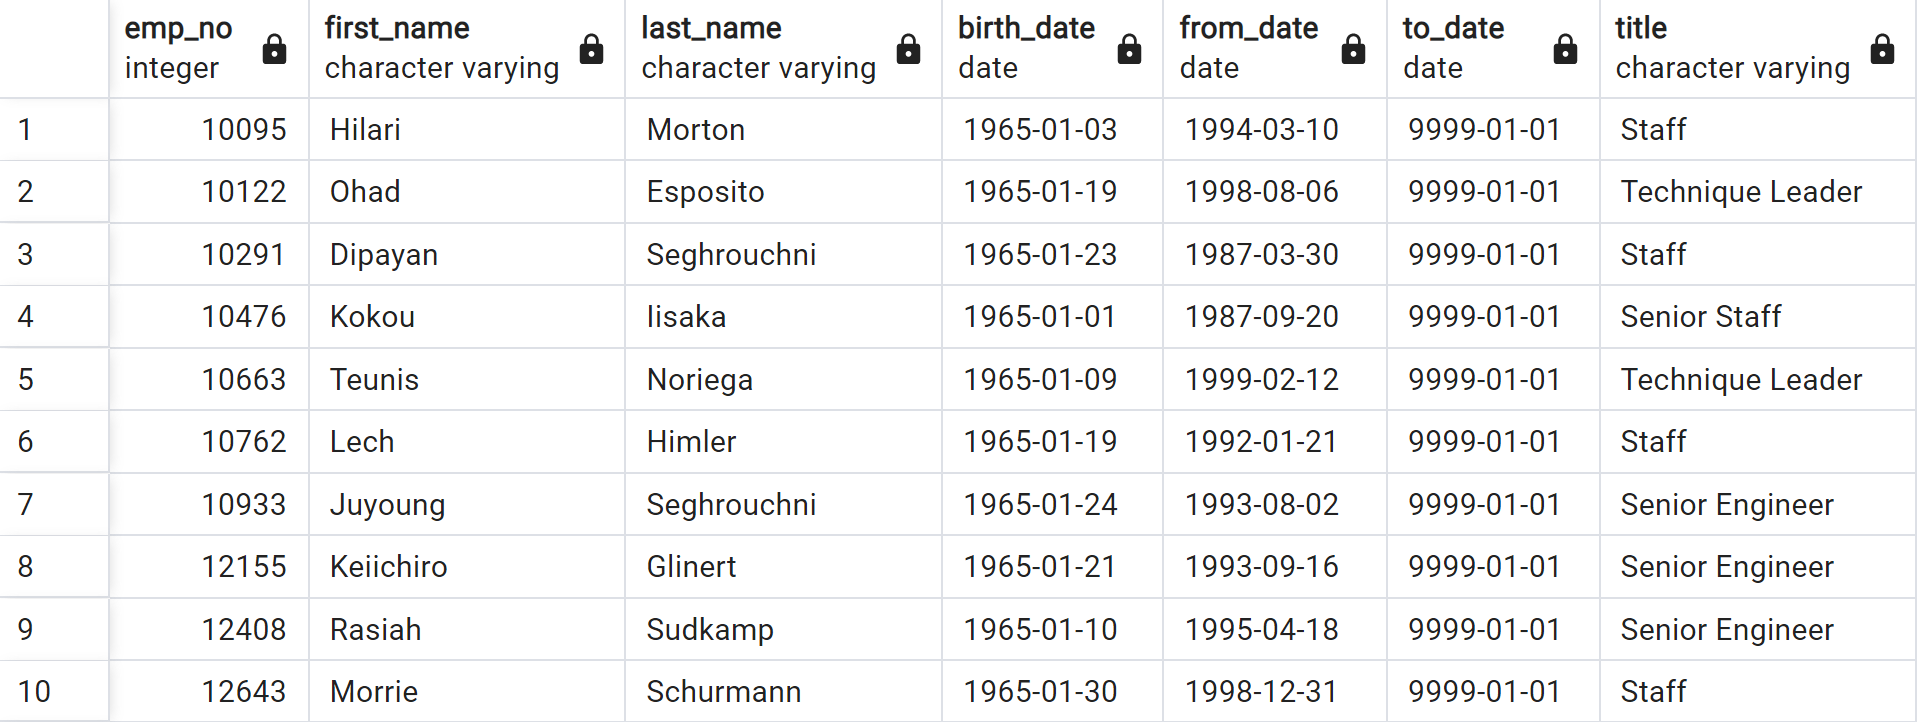 emp_no first_name last_name birth_date from_date to_date title
integer character varying character varying date date date character varying
1 10095 Hilari Morton 1965-01-03 1994-03-10 9999-01-01 Staff
2 10122 Ohad Esposito 1965-01-19 1998-08-06 9999-01-01 Technique Leader
3 10291 Dipayan Seghrouchni 1965-01-23 1987-03-30 9999-01-01 Staff
4 10476 Kokou Iisaka 1965-01-01 1987-09-20 9999-01-01 Senior Staff
5 10663 Teunis Noriega 1965-01-09 1999-02-12 9999-01-01 Technique Leader
6 10762 Lech Himler 1965-01-19 1992-01-21 9999-01-01 Staff
7 10933 Juyoung Seghrouchni 1965-01-24 1993-08-02 9999-01-01 Senior Engineer
8 12155 Keiichiro Glinert 1965-01-21 1993-09-16 9999-01-01 Senior Engineer
9 12408 Rasiah Sudkamp 1965-01-10 1995-04-18 9999-01-01 Senior Engineer
10 12643 Morrie Schurmann 1965-01-30 1998-12-31 9999-01-01 Staff